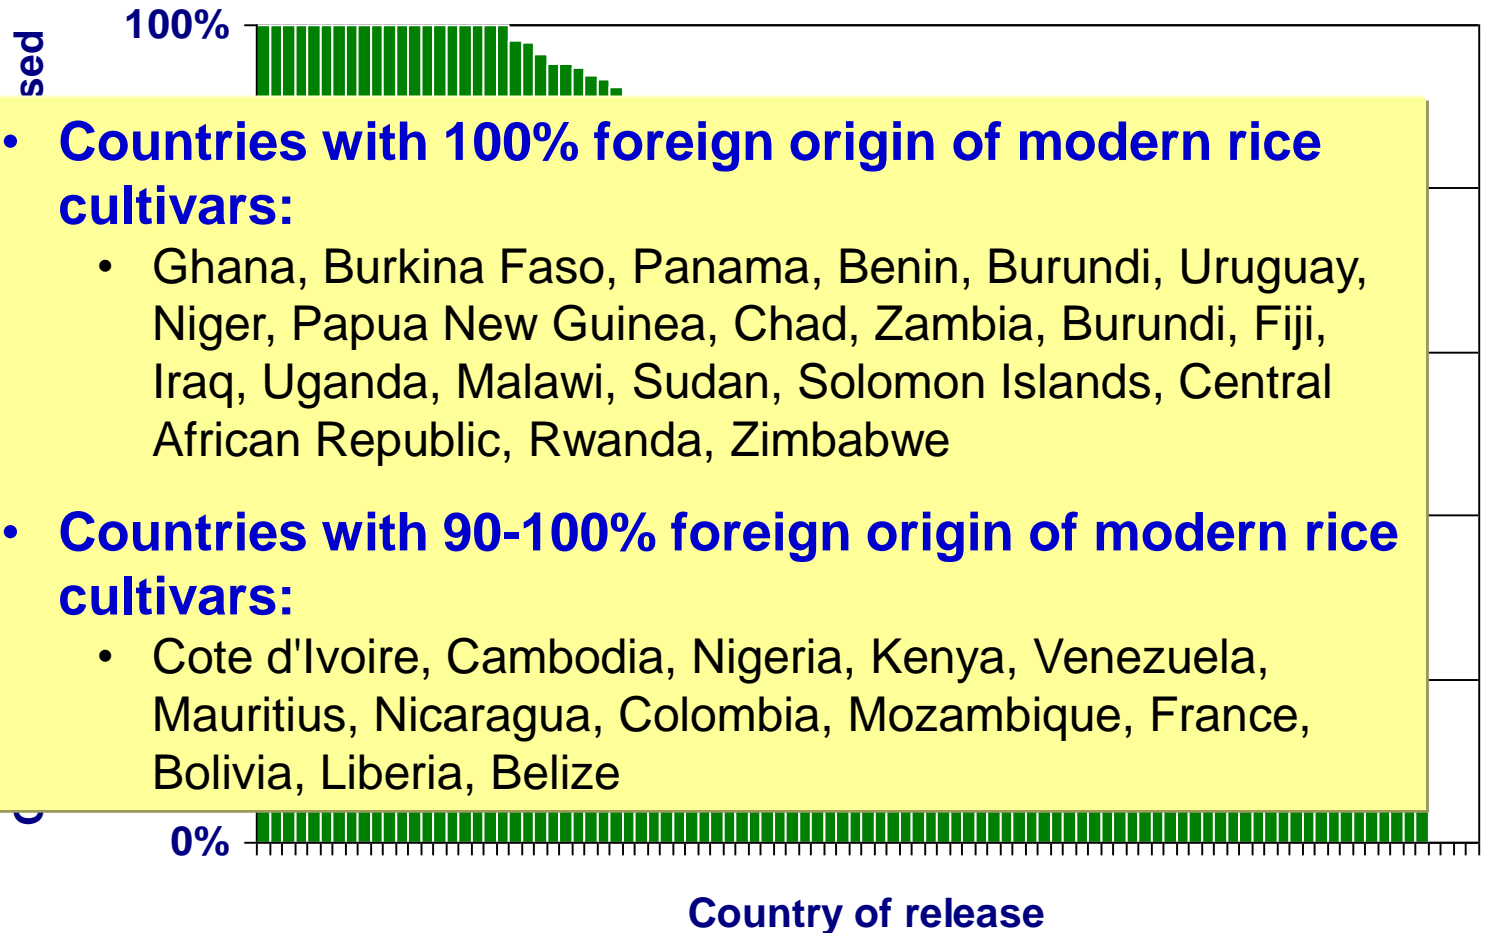 100%
sed
• Countries with 100% foreign origin of modern rice
cultivars:
• Ghana, Burkina Faso, Panama, Benin, Burundi, Uruguay,
Niger, Papua New Guinea, Chad, Zambia, Burundi, Fiji,
Iraq, Uganda, Malawi, Sudan, Solomon Islands, Central
African Republic, Rwanda, Zimbabwe
• Countries with 90-100% foreign origin of modern rice
cultivars:
• Cote d'Ivoire, Cambodia, Nigeria, Kenya, Venezuela,
Mauritius, Nicaragua, Colombia, Mozambique, France,
Bolivia, Liberia, Belize
0%
Country of release